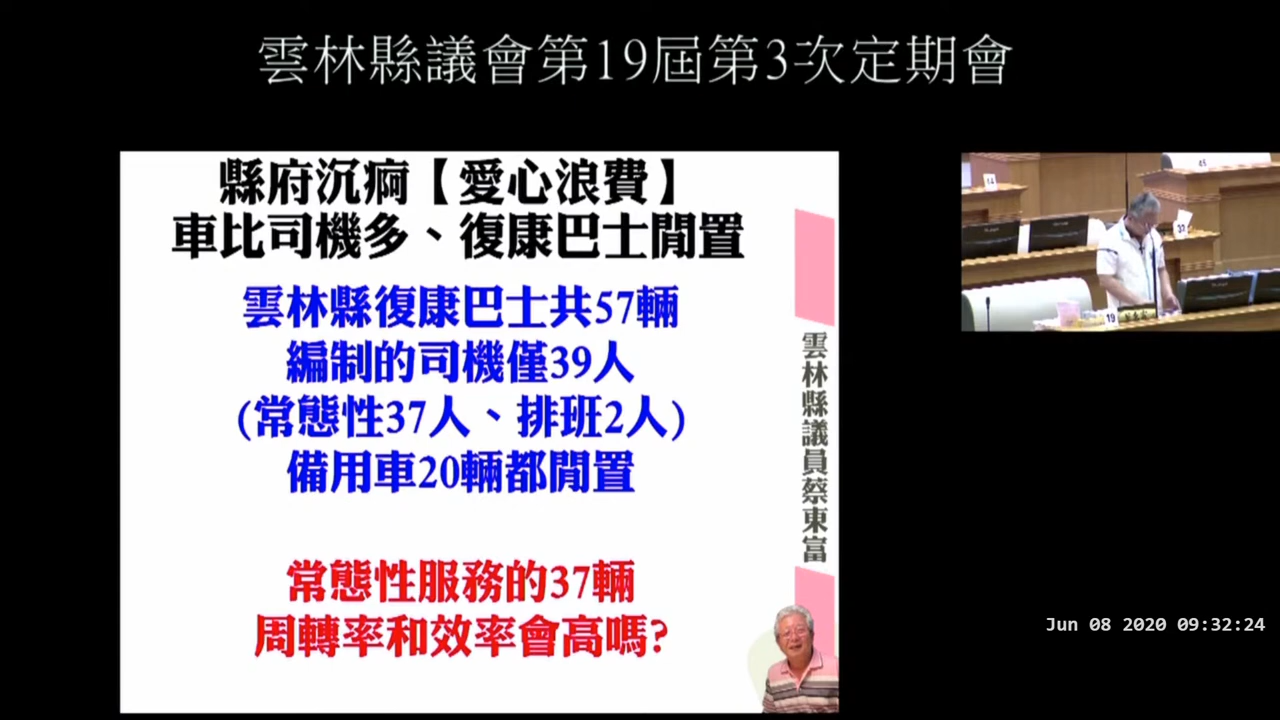 雲林縣議會第19屆第3次定期會
縣府沉痾【愛心浪費】
車比司機多、復康巴士閒置
雲林縣復康巴士共57輛
編制的司機僅39人
(常態性37人、排班2人)
備用車20輛都閒置
常態性服務的37輛
周轉率和效率會高嗎?
雲林縣議員蔡東富
45
14
33
19
Jun 08 2020 09:32:24